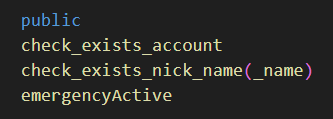 public
check_exists_account
check_exists_nick_name(_name)
emergencyActive